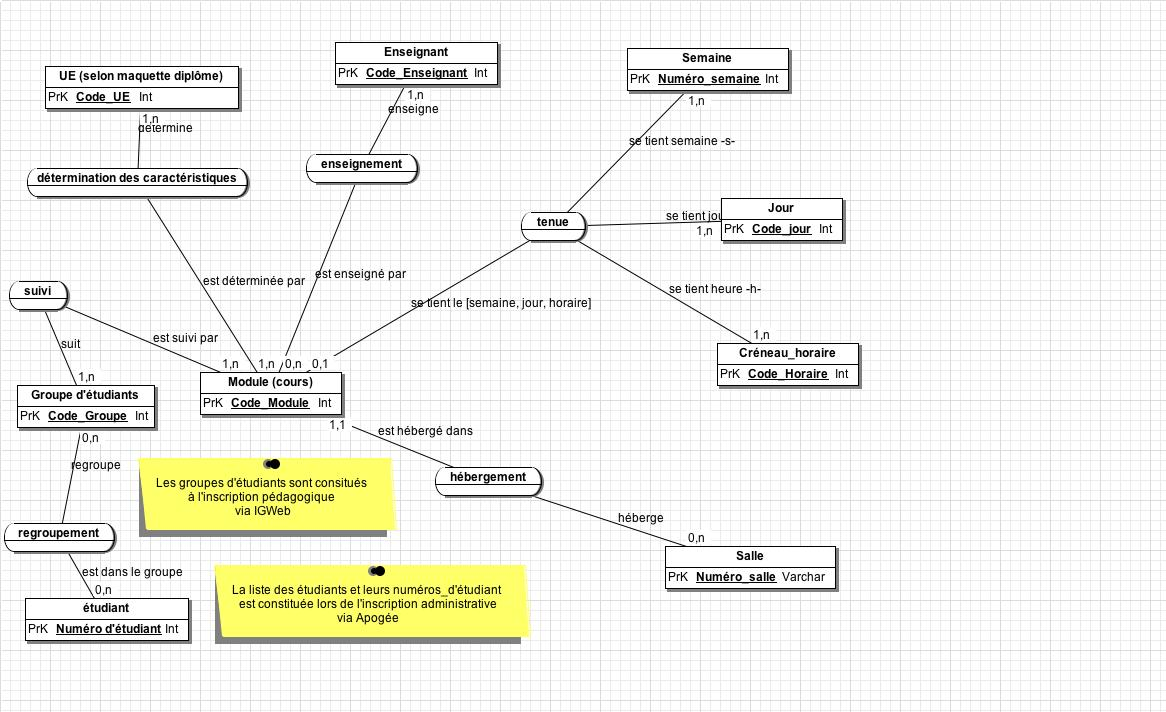 Enseignant
PrK Code_Enseignant Int
1,n
enseigne
Semaine
PrK Numéro_semaine Int
1,n
se tient semaine -s-
UE (selon maquette diplôme)
PrK Code_UE Int
1,n
détermine
détermination des caractéristiques
enseignement
tenue
se tient jou
1,n
Jour
PrK Code_jour Int
est déterminée par
est enseigné par
se tient le [semaine, jour, horaire]
se tient heure -h-
suivi
suit
est suivi par
1,n
Créneau_horaire
PrK Code_Horaire Int
1,n
1,n
1,n
0,n
0,1
Groupe d'étudiants
PrK Code_Groupe Int
0,n
Module (cours)
PrK Code_Module Int
1,1
est hébergé dans
regroupe
Les groupes d'étudiants sont consitués
à l'inscription pédagogique
via IGWeb
hébergement
héberge
0,n
Salle
PrK Numéro_salle Varchar
regroupement
est dans le groupe
0,n
étudiant
PrK Numéro d'étudiant Int
La liste des étudiants et leurs numéros_d'étudiant
est constituée lors de l'inscription administrative
via Apogée